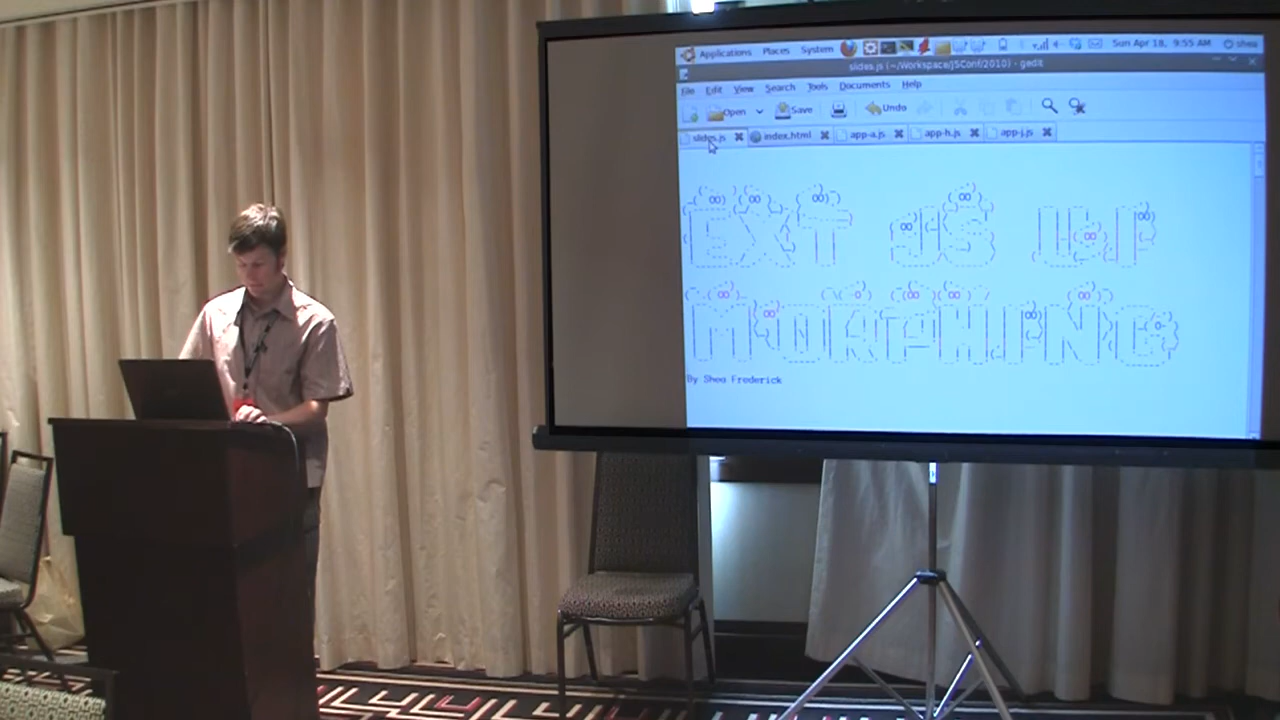 Applications Places System Sun Apr 18, 9:55 AM shea
slides.js (~/Workspace/JSConf/2010) - gedit
File Edit View Search Tools Documents Help
Open Save Undo
slides.js index.html app-a.js app-h.js app-j.js
EXT JS
MORPHING
By Shea Frederick